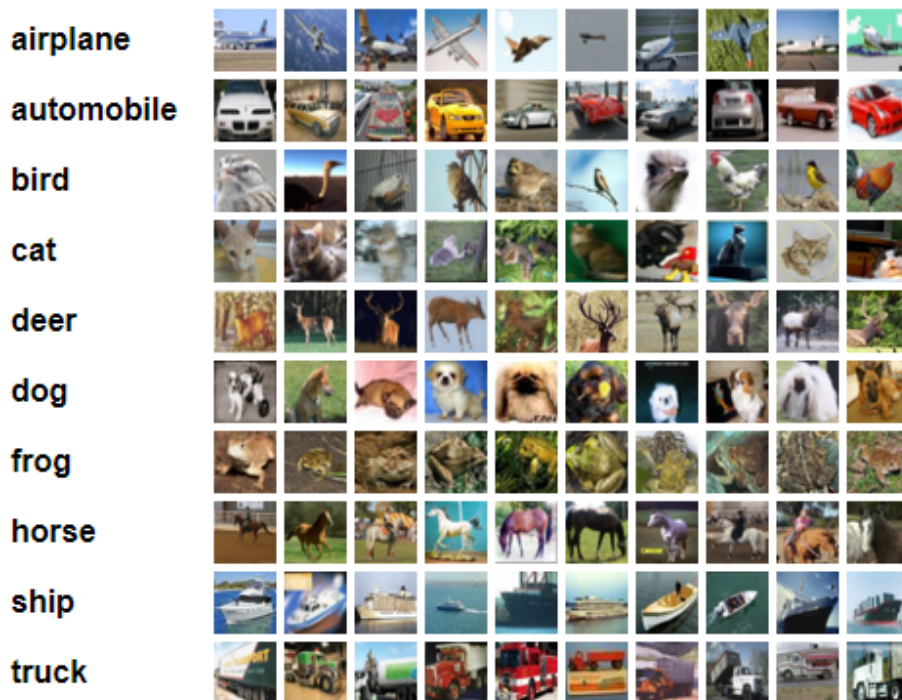 airplane
automobile
bird
cat
deer
dog
frog
horse
ship
truck